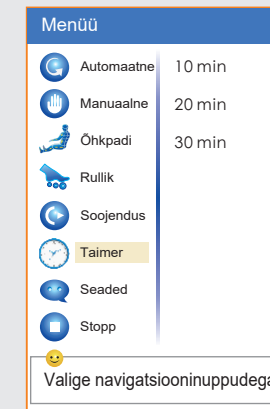 Menüü
Automaatne 10 min
Manuaalne 20 min
Õhkpadi 30 min
Rullik
Soojendus
Taimer
Seaded
Stopp
Valige navigatsiooninuppudega